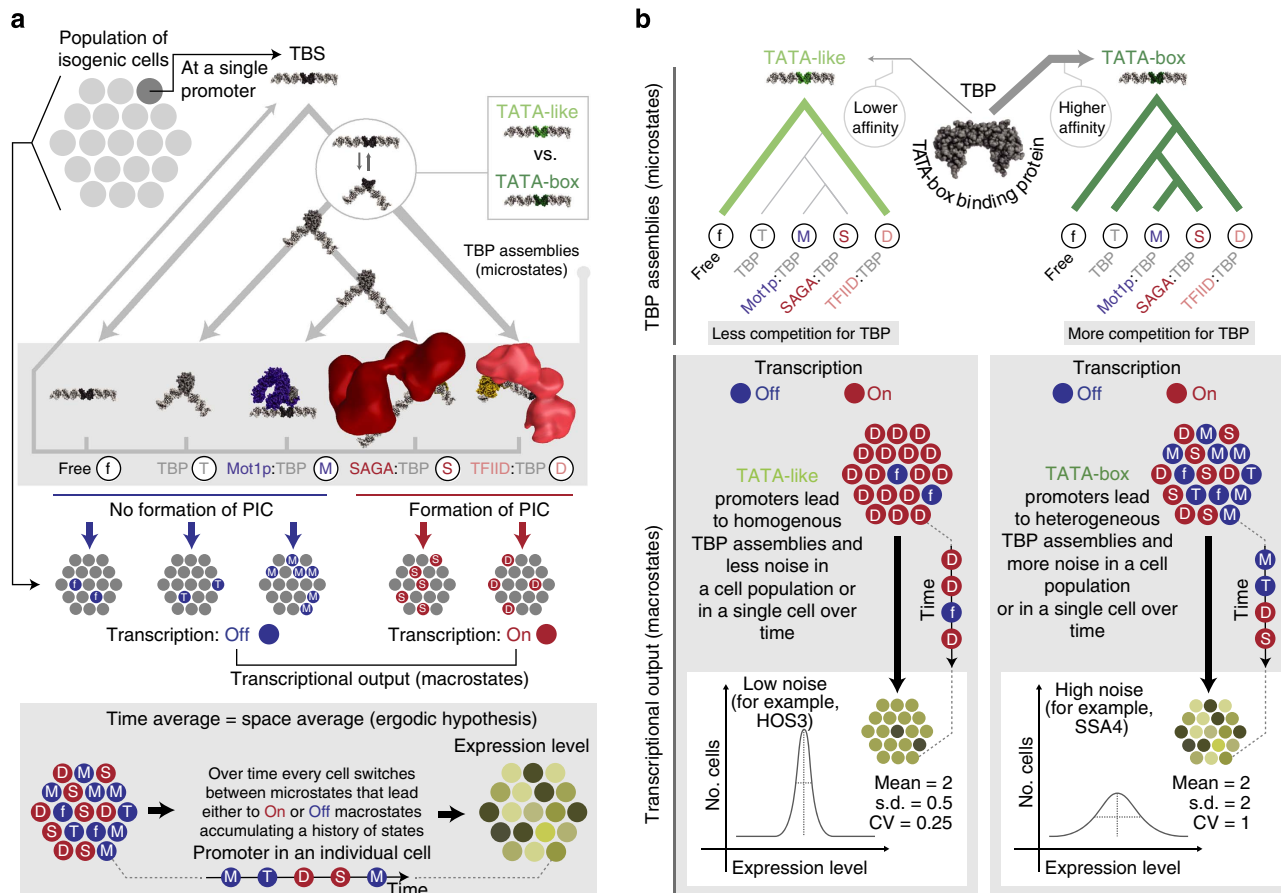 a
Population of
isogenic cells
At a single
promoter
TBS
TATA-like
vs.
TATA-box
TBP assemblies
(microstates)
Free f
TBP T
Mot1p:TBP M
SAGA:TBP S
TFIID:TBP D
No formation of PIC
Formation of PIC
f
f
T
T
M
M M M
M
M
S
S
S S
S
S
D
D
D D
D
D
Transcription: Off
Transcription: On
Transcriptional output (macrostates)
Time average = space average (ergodic hypothesis)
D M S
M S M M
D f S D T
S T f M
D S M
Over time every cell switches
between microstates that lead
either to On or Off macrostates
accumulating a history of states
Promoter in an individual cell
M T D S M
Time
Expression level
b
TBP assemblies (microstates)
TATA-like
Lower
affinity
TBP
TATA-box binding protein
Higher
affinity
TATA-box
f T M S D
Free
TBP
Mot1p:TBP
SAGA:TBP
TFIID:TBP
Less competition for TBP
f T M S D
Free
TBP
Mot1p:TBP
SAGA:TBP
TFIID:TBP
More competition for TBP
Transcriptional output (macrostates)
Transcription
Off On
D D D
D D D D
D D f D D
D D D f
D D D
TATA-like
promoters lead
to homogenous
TBP assemblies and
less noise in
a cell population or
in a single cell over
time
D
D
f
D
Time
Low noise
(for example,
HOS3)
No. cells
Expression level
Mean = 2
s.d. = 0.5
CV = 0.25
Transcription
Off On
D M S
M S M M
D f S D T
S T f M
D S M
TATA-box
promoters lead
to heterogeneous
TBP assemblies and
more noise in a cell
population
or in a single cell over
time
M
T
D
S
Time
High noise
(for example,
SSA4)
No. cells
Expression level
Mean = 2
s.d. = 2
CV = 1